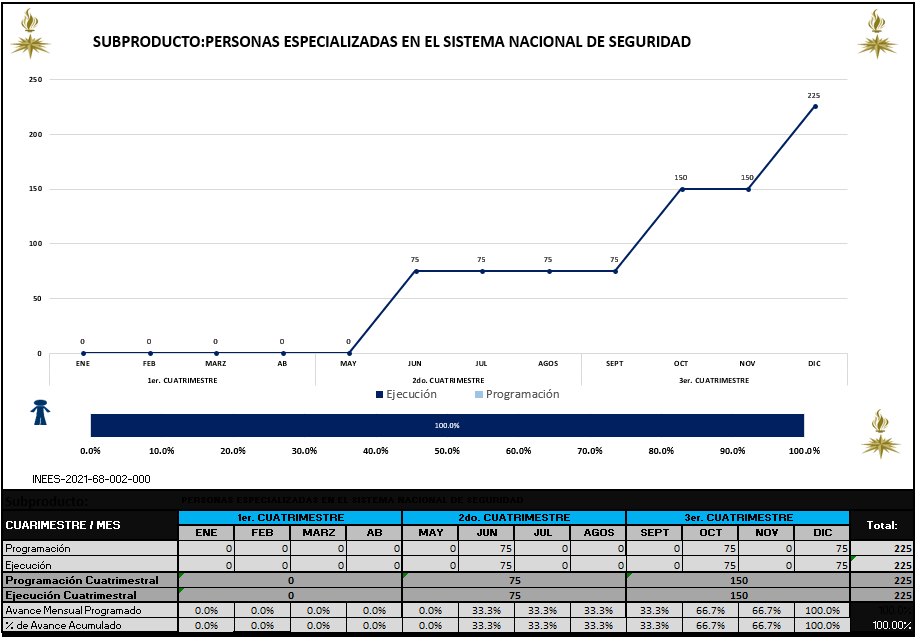 SUBPRODUCTO:PERSONAS ESPECIALIZADAS EN EL SISTEMA NACIONAL DE SEGURIDAD
250
200
150
100
50
0
0 0 0 0 0 75 75 75 75 150 150 225
ENE FEB MARZ AB MAY JUN JUL AGOS SEPT OCT NOV DIC
1er. CUATRIMESTRE 2do. CUATRIMESTRE 3er. CUATRIMESTRE
Ejecución Programación
100.0%
0.0% 10.0% 20.0% 30.0% 40.0% 50.0% 60.0% 70.0% 80.0% 90.0% 100.0%
INEES-2021-68-002-000
Subproducto: PERSONAS ESPECIALIZADAS EN EL SISTEMA NACIONAL DE SEGURIDAD
CUARIMESTRE / MES 1er. CUATRIMESTRE 2do. CUATRIMESTRE 3er. CUATRIMESTRE Total:
ENE FEB MARZ AB MAY JUN JUL AGOS SEPT OCT NOV DIC
Programación 0 0 0 0 0 75 0 0 0 75 0 75 225
Ejecución 0 0 0 0 0 75 0 0 0 75 0 75 225
Programación Cuatrimestral 0 75 150 225
Ejecución Cuatrimestral 0 75 150 225
Avance Mensual Programado 0.0% 0.0% 0.0% 0.0% 0.0% 33.3% 33.3% 33.3% 33.3% 66.7% 66.7% 100.0% 100.0%
% de Avance Acumulado 0.0% 0.0% 0.0% 0.0% 0.0% 33.3% 33.3% 33.3% 33.3% 66.7% 66.7% 100.0% 100.00%